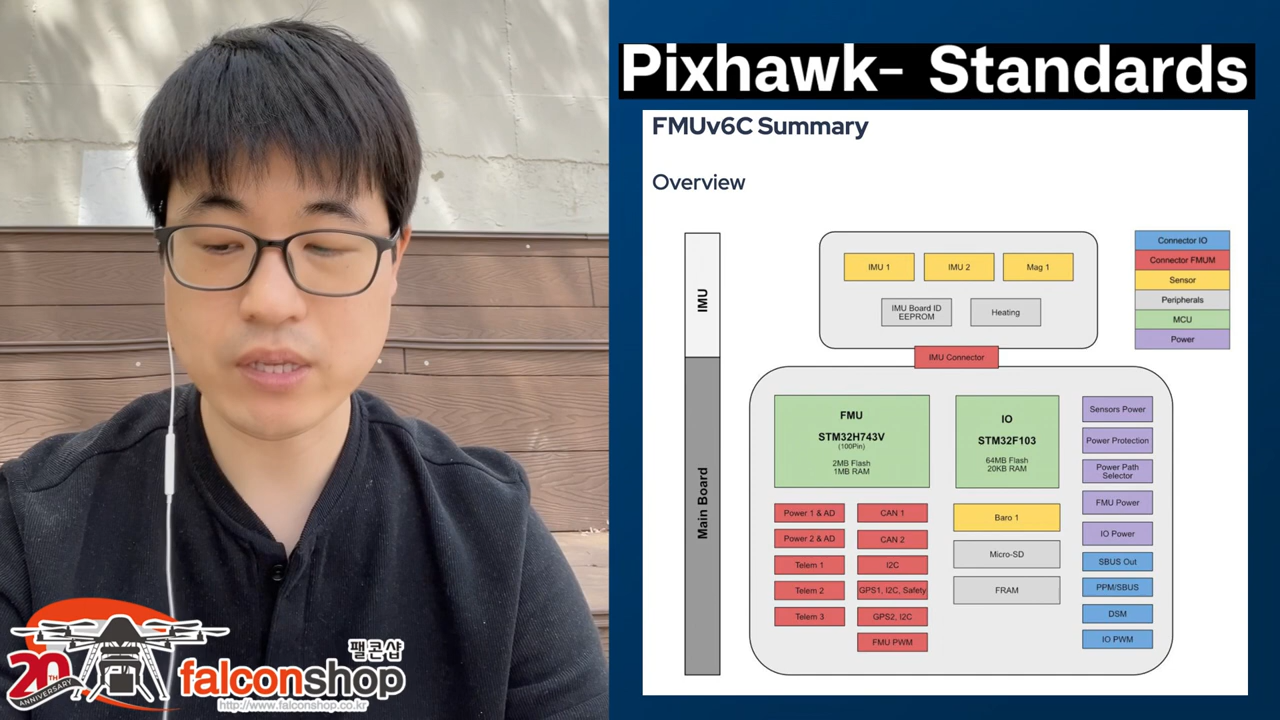 Pixhawk- Standards
FMUv6C Summary
Overview
IMU
IMU 1
IMU 2
Mag 1
IMU Board ID
EEPROM
Heating
IMU Connector
Connector IO
Connector FMUM
Sensor
Peripherals
MCU
Power
Main Board
FMU
STM32H743V
(100Pin)
2MB Flash
1MB RAM
IO
STM32F103
64MB Flash
20KB RAM
Sensors Power
Power Protection
Power Path
Selector
FMU Power
IO Power
SBUS Out
PPM/SBUS
DSM
IO PWM
Power 1 & AD
CAN 1
Power 2 & AD
CAN 2
Telem 1
I2C
Telem 2
GPS1, I2C, Safety
Telem 3
GPS2, I2C
FMU PWM
Baro 1
Micro-SD
FRAM
20TH
ANNIVERSARY
팰콘샵
falconshop
http://www.falconshop.co.kr